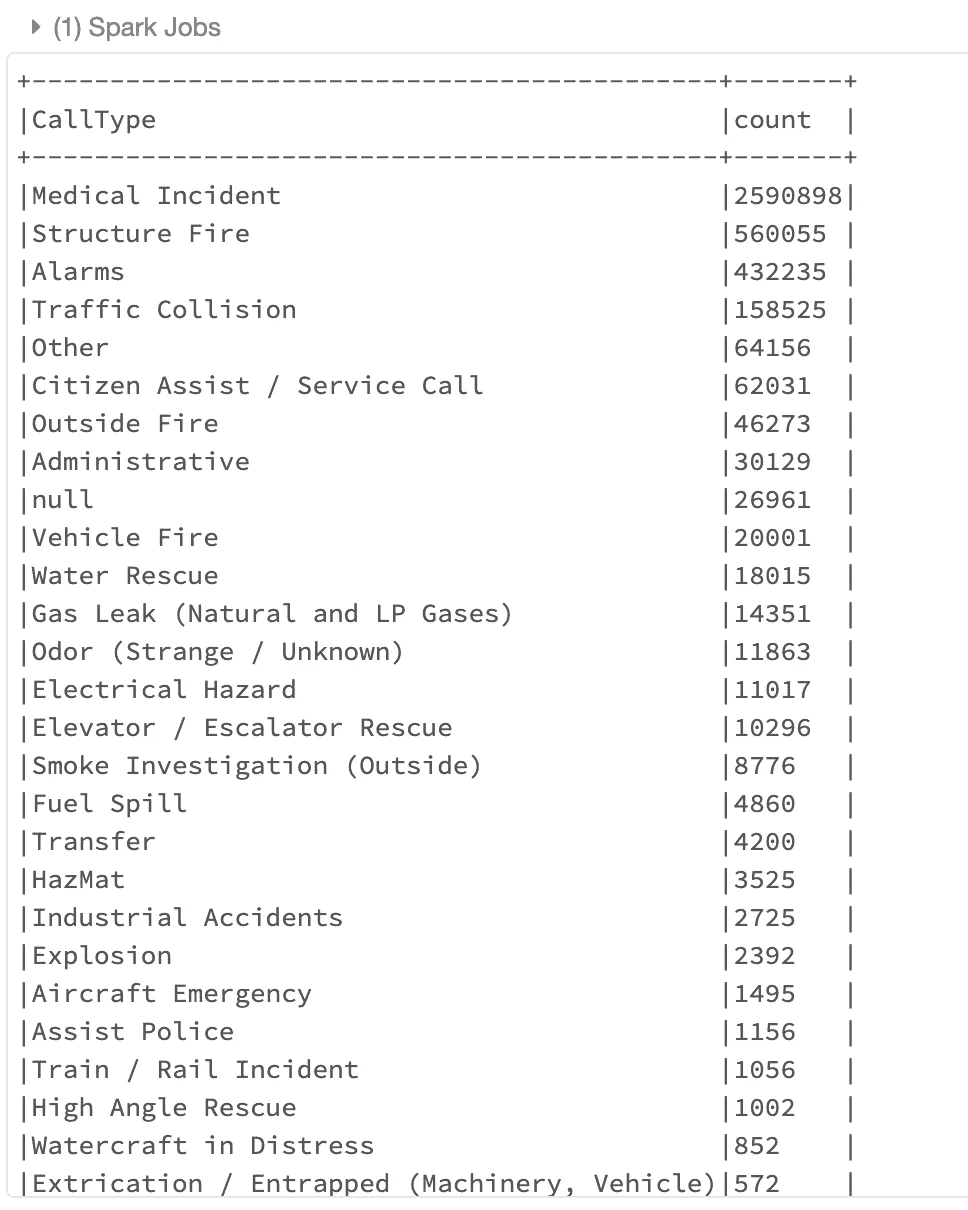 (1) Spark Jobs
+--------------------------------------------+-------+
|CallType                                    |count  |
+--------------------------------------------+-------+
|Medical Incident                            |2590898|
|Structure Fire                              |560055 |
|Alarms                                      |432235 |
|Traffic Collision                           |158525 |
|Other                                       |64156  |
|Citizen Assist / Service Call               |62031  |
|Outside Fire                                |46273  |
|Administrative                              |30129  |
|null                                        |26961  |
|Vehicle Fire                                |20001  |
|Water Rescue                                |18015  |
|Gas Leak (Natural and LP Gases)             |14351  |
|Odor (Strange / Unknown)                    |11863  |
|Electrical Hazard                           |11017  |
|Elevator / Escalator Rescue                 |10296  |
|Smoke Investigation (Outside)               |8776   |
|Fuel Spill                                  |4860   |
|Transfer                                    |4200   |
|HazMat                                      |3525   |
|Industrial Accidents                        |2725   |
|Explosion                                   |2392   |
|Aircraft Emergency                          |1495   |
|Assist Police                               |1156   |
|Train / Rail Incident                       |1056   |
|High Angle Rescue                           |1002   |
|Watercraft in Distress                      |852    |
|Extrication / Entrapped (Machinery, Vehicle)|572    |